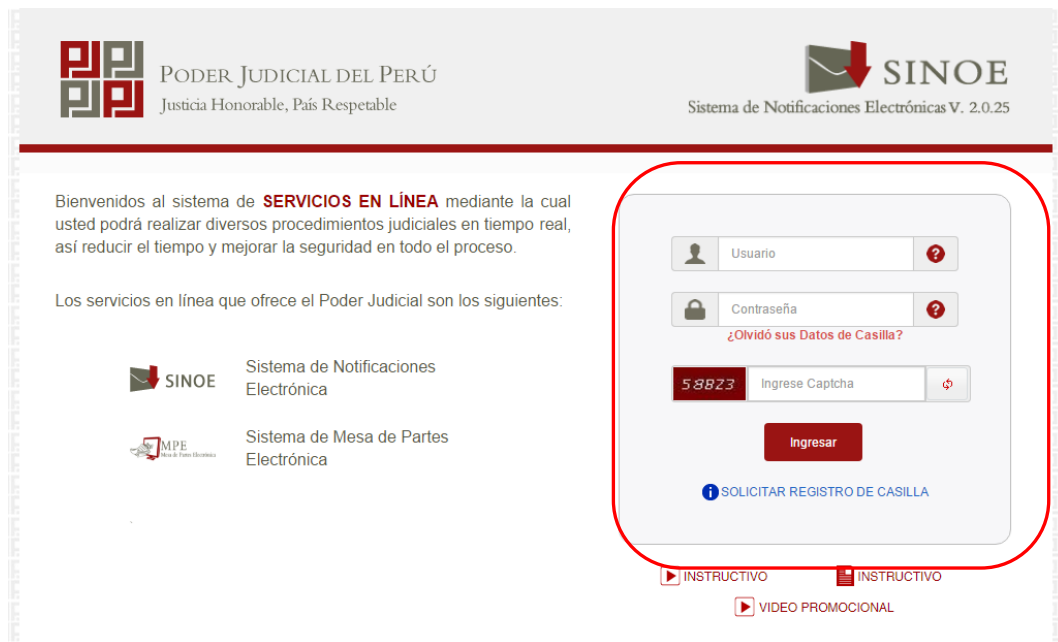 PODER JUDICIAL DEL PERÚ
Justicia Honorable, País Respetable
SINOE
Sistema de Notificaciones Electrónicas V. 2.0.25
Bienvenidos al sistema de SERVICIOS EN LÍNEA mediante la cual
usted podrá realizar diversos procedimientos judiciales en tiempo real,
así reducir el tiempo y mejorar la seguridad en todo el proceso.
Los servicios en línea que ofrece el Poder Judicial son los siguientes:
SINOE
Sistema de Notificaciones
Electrónica
MPE
Mesa de Partes Electrónica
Sistema de Mesa de Partes
Electrónica
Usuario
Contraseña
¿Olvidó sus Datos de Casilla?
58BZ3
Ingrese Captcha
Ingresar
SOLICITAR REGISTRO DE CASILLA
INSTRUCTIVO
INSTRUCTIVO
VIDEO PROMOCIONAL